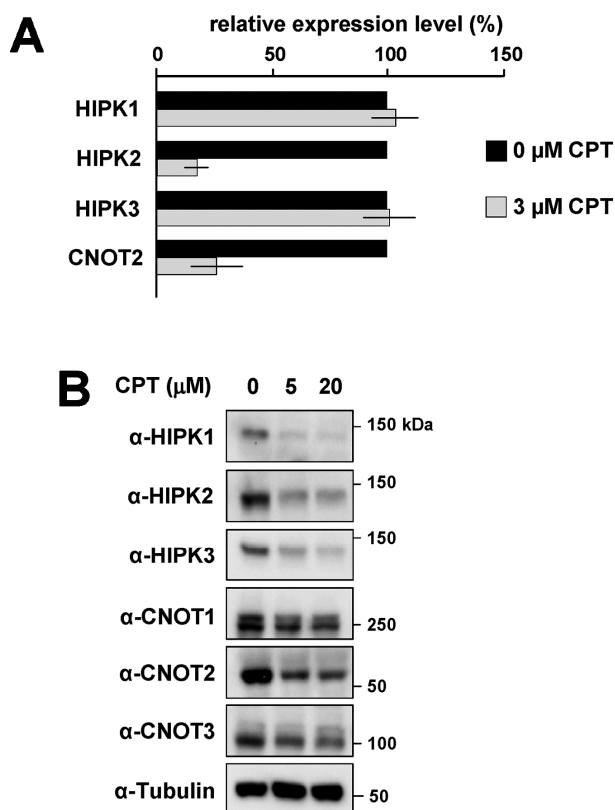 A
relative expression level (%)
0 50 100 150
HIPK1
HIPK2
HIPK3
CNOT2
0 µM CPT
3 µM CPT
B
CPT (µM) 0 5 20
α-HIPK1 150 kDa
α-HIPK2 150
α-HIPK3 150
α-CNOT1 250
α-CNOT2 50
α-CNOT3 100
α-Tubulin 50